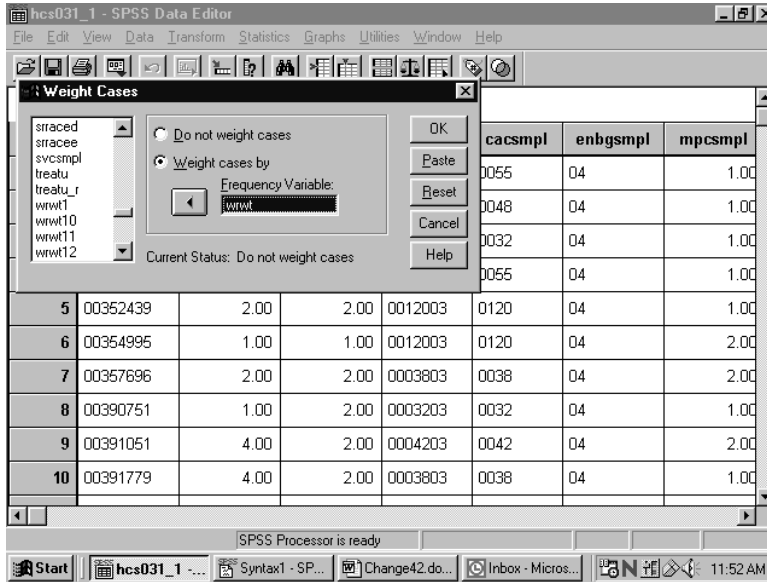 hcs031_1 - SPSS Data Editor
File Edit View Data Transform Statistics Graphs Utilities Window Help
Weight Cases
srraced
srracee
svcsmpl
treatu
treatu_r
wrwt1
wrwt10
wrwt11
wrwt12
Do not weight cases
Weight cases by
Frequency Variable:
wrwt
Current Status: Do not weight cases
OK
Paste
Reset
Cancel
Help
cacsmpl enbgsmpl mpcsmpl
0055 04 1.00
0048 04 1.00
0032 04 1.00
0055 04 1.00
5 00352439 2.00 2.00 0012003 0120 04 1.00
6 00354995 1.00 1.00 0012003 0120 04 2.00
7 00357696 2.00 2.00 0003803 0038 04 2.00
8 00390751 1.00 2.00 0003203 0032 04 1.00
9 00391051 4.00 2.00 0004203 0042 04 2.00
10 00391779 4.00 2.00 0003803 0038 04 1.00
SPSS Processor is ready
Start hcs031_1 -... Syntax1 - SP... Change42.do... Inbox - Micros... 11:52 AM